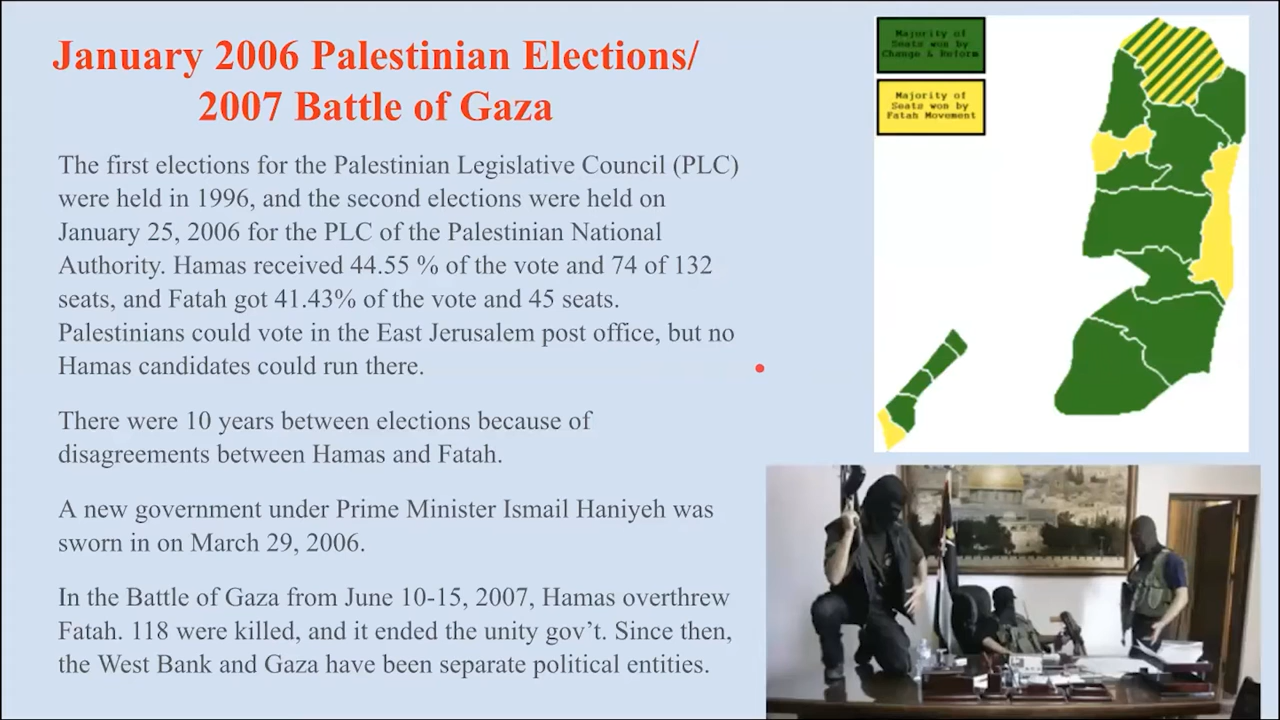 January 2006 Palestinian Elections/
2007 Battle of Gaza
The first elections for the Palestinian Legislative Council (PLC)
were held in 1996, and the second elections were held on
January 25, 2006 for the PLC of the Palestinian National
Authority. Hamas received 44.55 % of the vote and 74 of 132
seats, and Fatah got 41.43% of the vote and 45 seats.
Palestinians could vote in the East Jerusalem post office, but no
Hamas candidates could run there.
There were 10 years between elections because of
disagreements between Hamas and Fatah.
A new government under Prime Minister Ismail Haniyeh was
sworn in on March 29, 2006.
In the Battle of Gaza from June 10-15, 2007, Hamas overthrew
Fatah. 118 were killed, and it ended the unity gov’t. Since then,
the West Bank and Gaza have been separate political entities.
Majority of
Seats won by
Change & Reform
Majority of
Seats won by
Fatah Movement